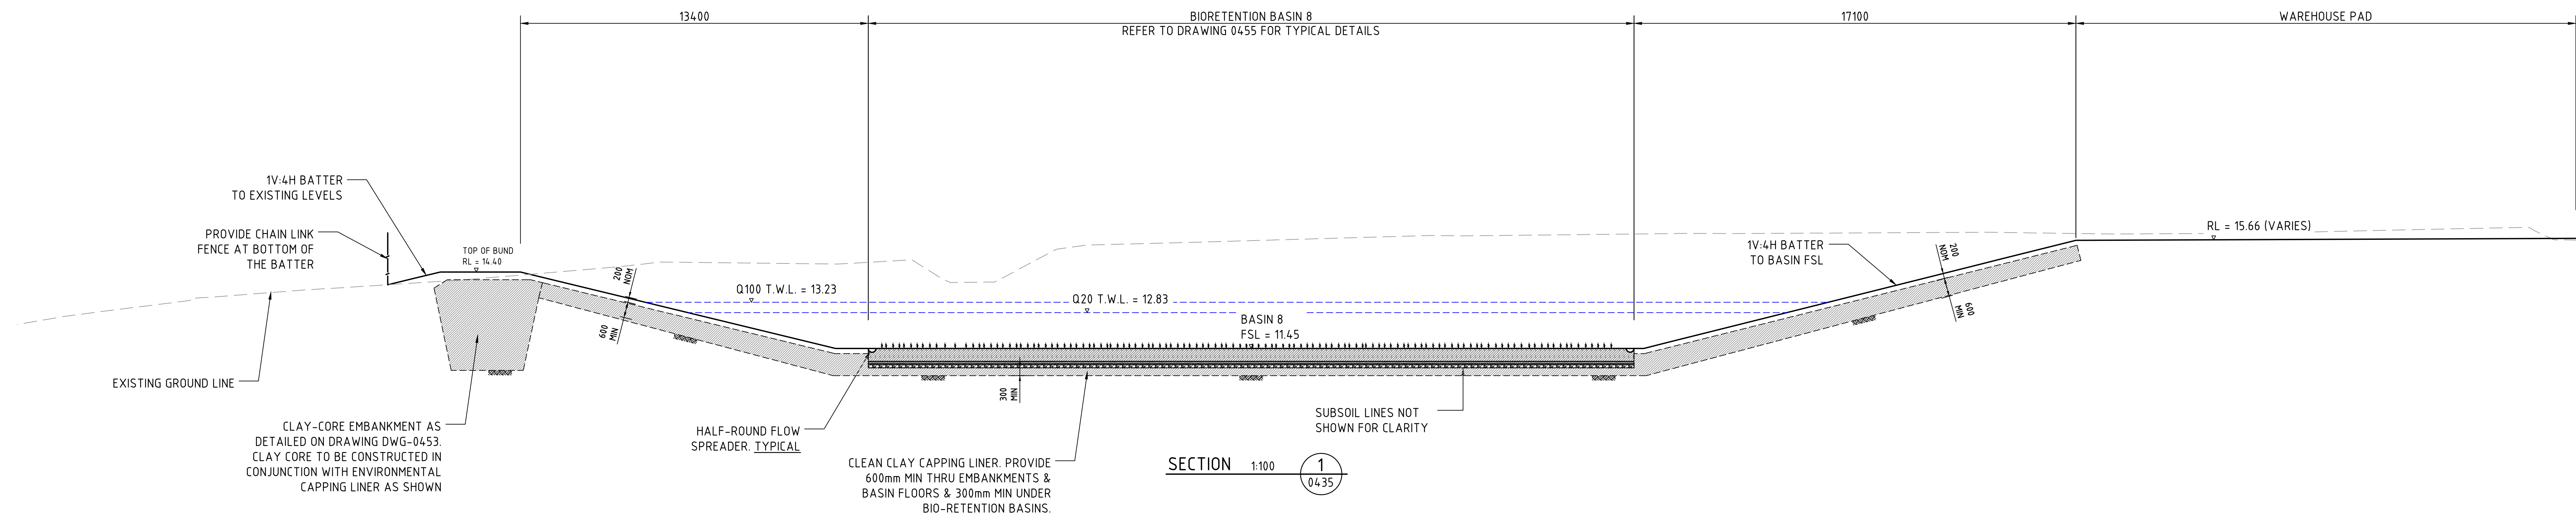 13400
BIORETENTION BASIN 8
REFER TO DRAWING 0455 FOR TYPICAL DETAILS
17100
WAREHOUSE PAD
1V:4H BATTER
TO EXISTING LEVELS
PROVIDE CHAIN LINK
FENCE AT BOTTOM OF
THE BATTER
TOP OF BUND
RL = 14.40
200
NOM
600
MIN
Q100 T.W.L. = 13.23
Q20 T.W.L. = 12.83
BASIN 8
FSL = 11.45
1V:4H BATTER
TO BASIN FSL
200
NOM
600
MIN
RL = 15.66 (VARIES)
EXISTING GROUND LINE
CLAY-CORE EMBANKMENT AS
DETAILED ON DRAWING DWG-0453.
CLAY CORE TO BE CONSTRUCTED IN
CONJUNCTION WITH ENVIRONMENTAL
CAPPING LINER AS SHOWN
HALF-ROUND FLOW
SPREADER. TYPICAL
300
MIN
CLEAN CLAY CAPPING LINER. PROVIDE
600mm MIN THRU EMBANKMENTS &
BASIN FLOORS & 300mm MIN UNDER
BIO-RETENTION BASINS.
SUBSOIL LINES NOT
SHOWN FOR CLARITY
SECTION 1:100
1
0435